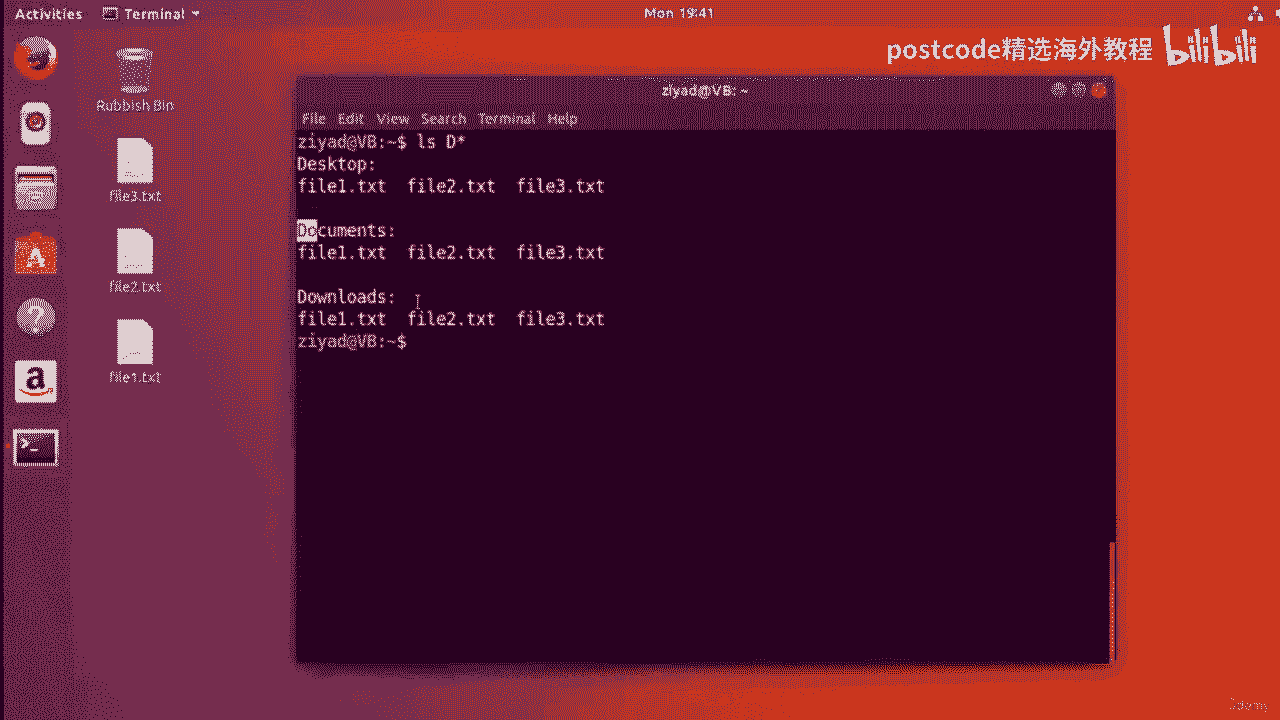 Activities Terminal Mon 19:41
postcode精选海外教程 bilibili
Rubbish Bin
file3.txt
file2.txt
file1.txt
ziyad@VB: ~
File Edit View Search Terminal Help
ziyad@VB:~$ ls D*
Desktop:
file1.txt file2.txt file3.txt
Documents:
file1.txt file2.txt file3.txt
Downloads:
file1.txt file2.txt file3.txt
ziyad@VB:~$
Udemy